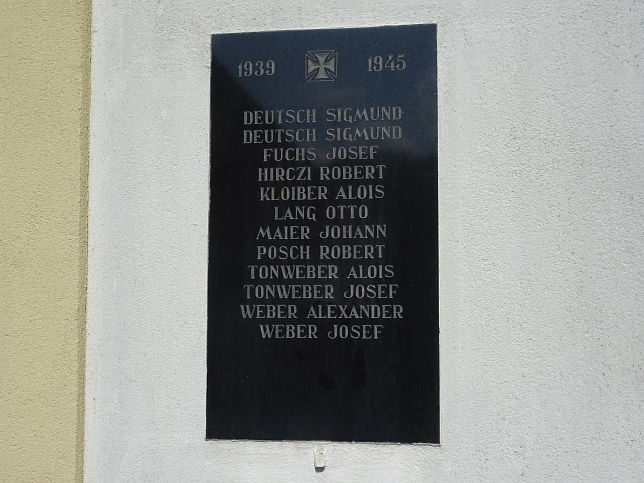 1939 1945
DEUTSCH SIGMUND
DEUTSCH SIGMUND
FUCHS JOSEF
HIRCZI ROBERT
KLOIBER ALOIS
LANG OTTO
MAIER JOHANN
POSCH ROBERT
TONWEBER ALOIS
TONWEBER JOSEF
WEBER ALEXANDER
WEBER JOSEF